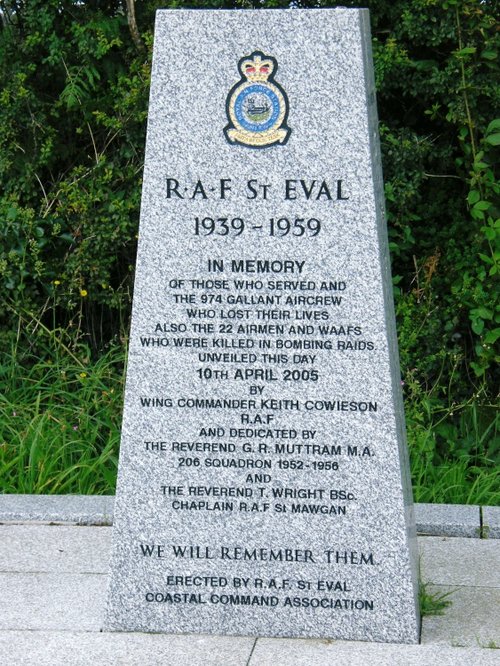 R·A·F St EVAL
1939 - 1959
IN MEMORY
OF THOSE WHO SERVED AND
THE 974 GALLANT AIRCREW
WHO LOST THEIR LIVES
ALSO THE 22 AIRMEN AND WAAFS
WHO WERE KILLED IN BOMBING RAIDS.
UNVEILED THIS DAY
10TH APRIL 2005
BY
WING COMMANDER KEITH COWIESON
R.A.F
AND DEDICATED BY
THE REVEREND G. R. MUTTRAM M.A.
206 SQUADRON 1952-1956
AND
THE REVEREND T. WRIGHT BSc.
CHAPLAIN R.A.F St MAWGAN
WE WILL REMEMBER THEM
ERECTED BY R.A.F. ST EVAL
COASTAL COMMAND ASSOCIATION